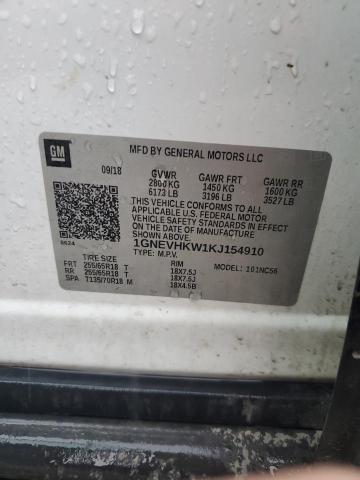 GM
MFD BY GENERAL MOTORS LLC
09/18 GVWR GAWR FRT GAWR RR
2800 KG 1450 KG 1600 KG
6173 LB 3196 LB 3527 LB
THIS VEHICLE CONFORMS TO ALL
APPLICABLE U.S. FEDERAL MOTOR
VEHICLE SAFETY STANDARDS IN EFFECT
ON THE DATE OF MANUFACTURE SHOWN ABOVE.
8624 1GNEVHKW1KJ154910
TYPE: M.P.V. MODEL: 101NC56
TIRE SIZE RIM
FRT 255/65R18 T 18X7.5J
RR 255/65R18 T 18X7.5J
SPA T135/70R18 M 18X4.5B